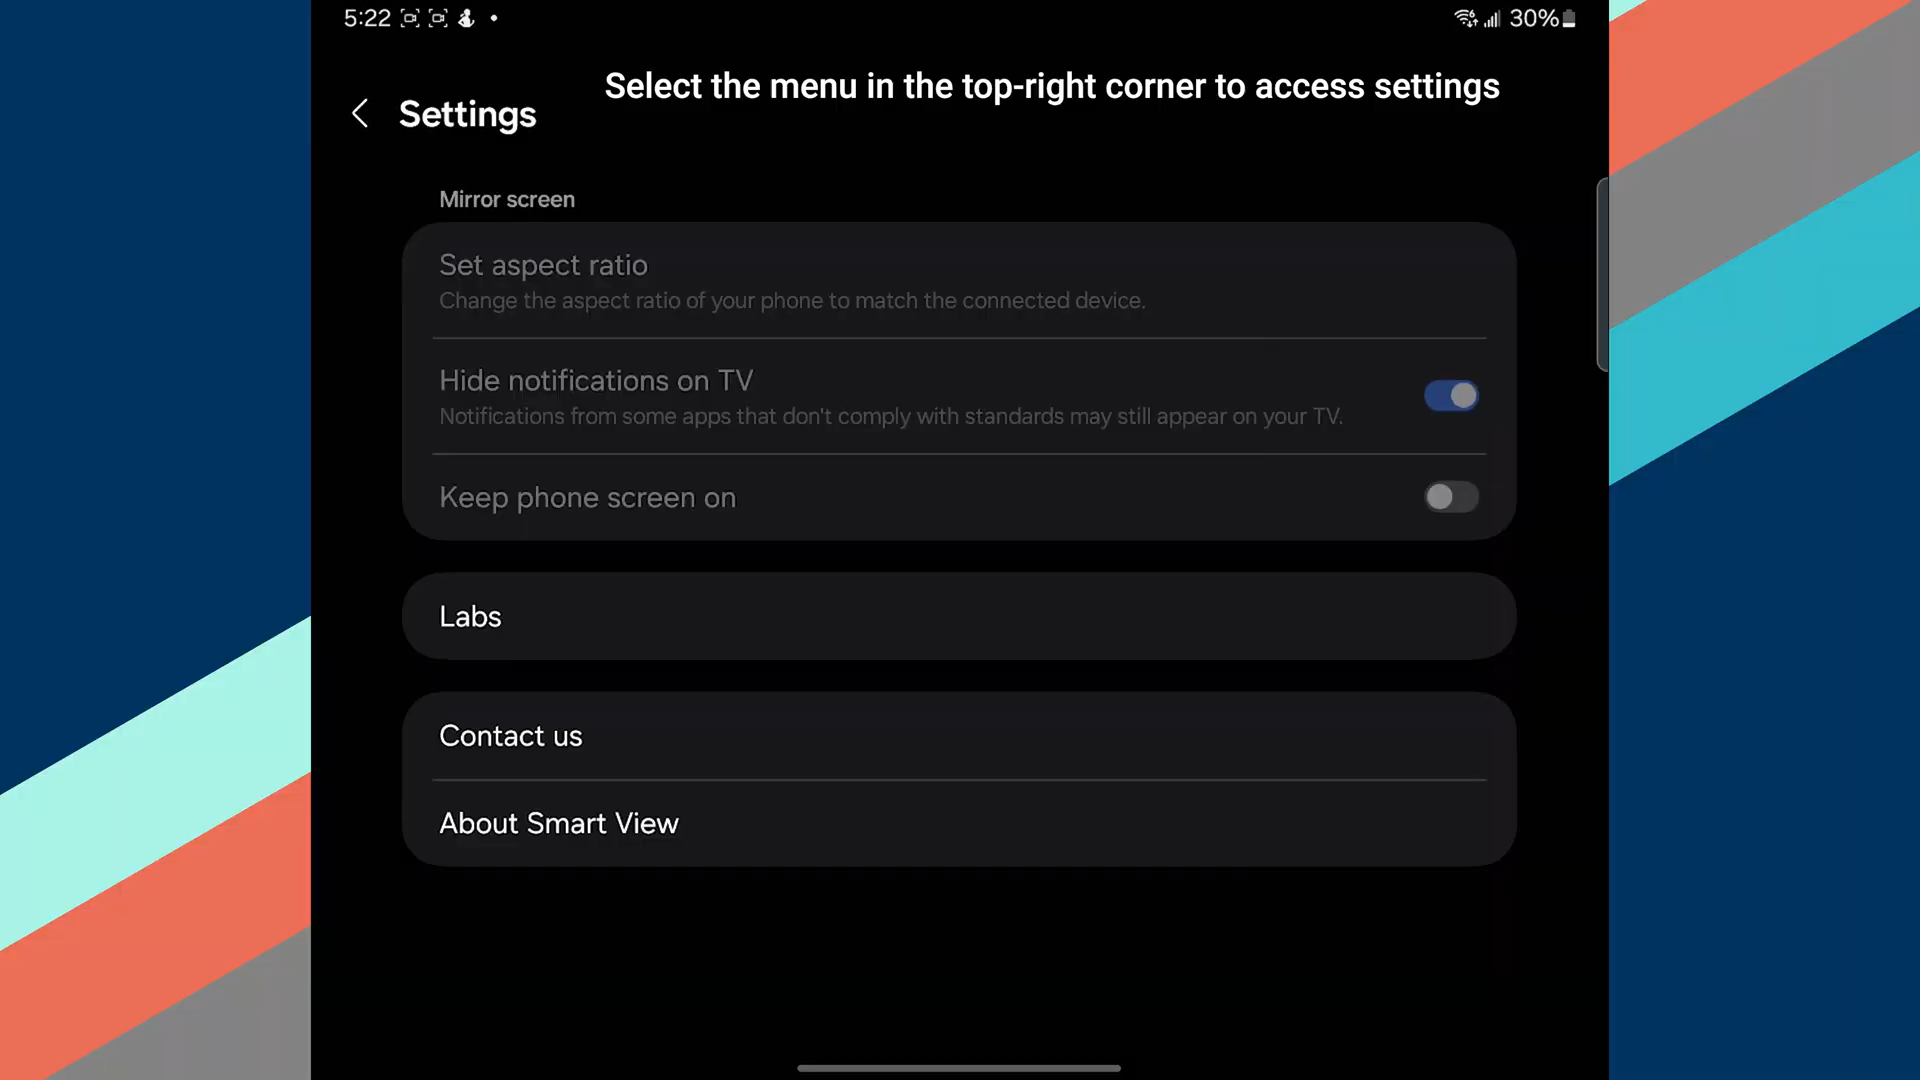 5:22
30%
Select the menu in the top-right corner to access settings
Settings
Mirror screen
Set aspect ratio
Change the aspect ratio of your phone to match the connected device.
Hide notifications on TV
Notifications from some apps that don't comply with standards may still appear on your TV.
Keep phone screen on
Labs
Contact us
About Smart View